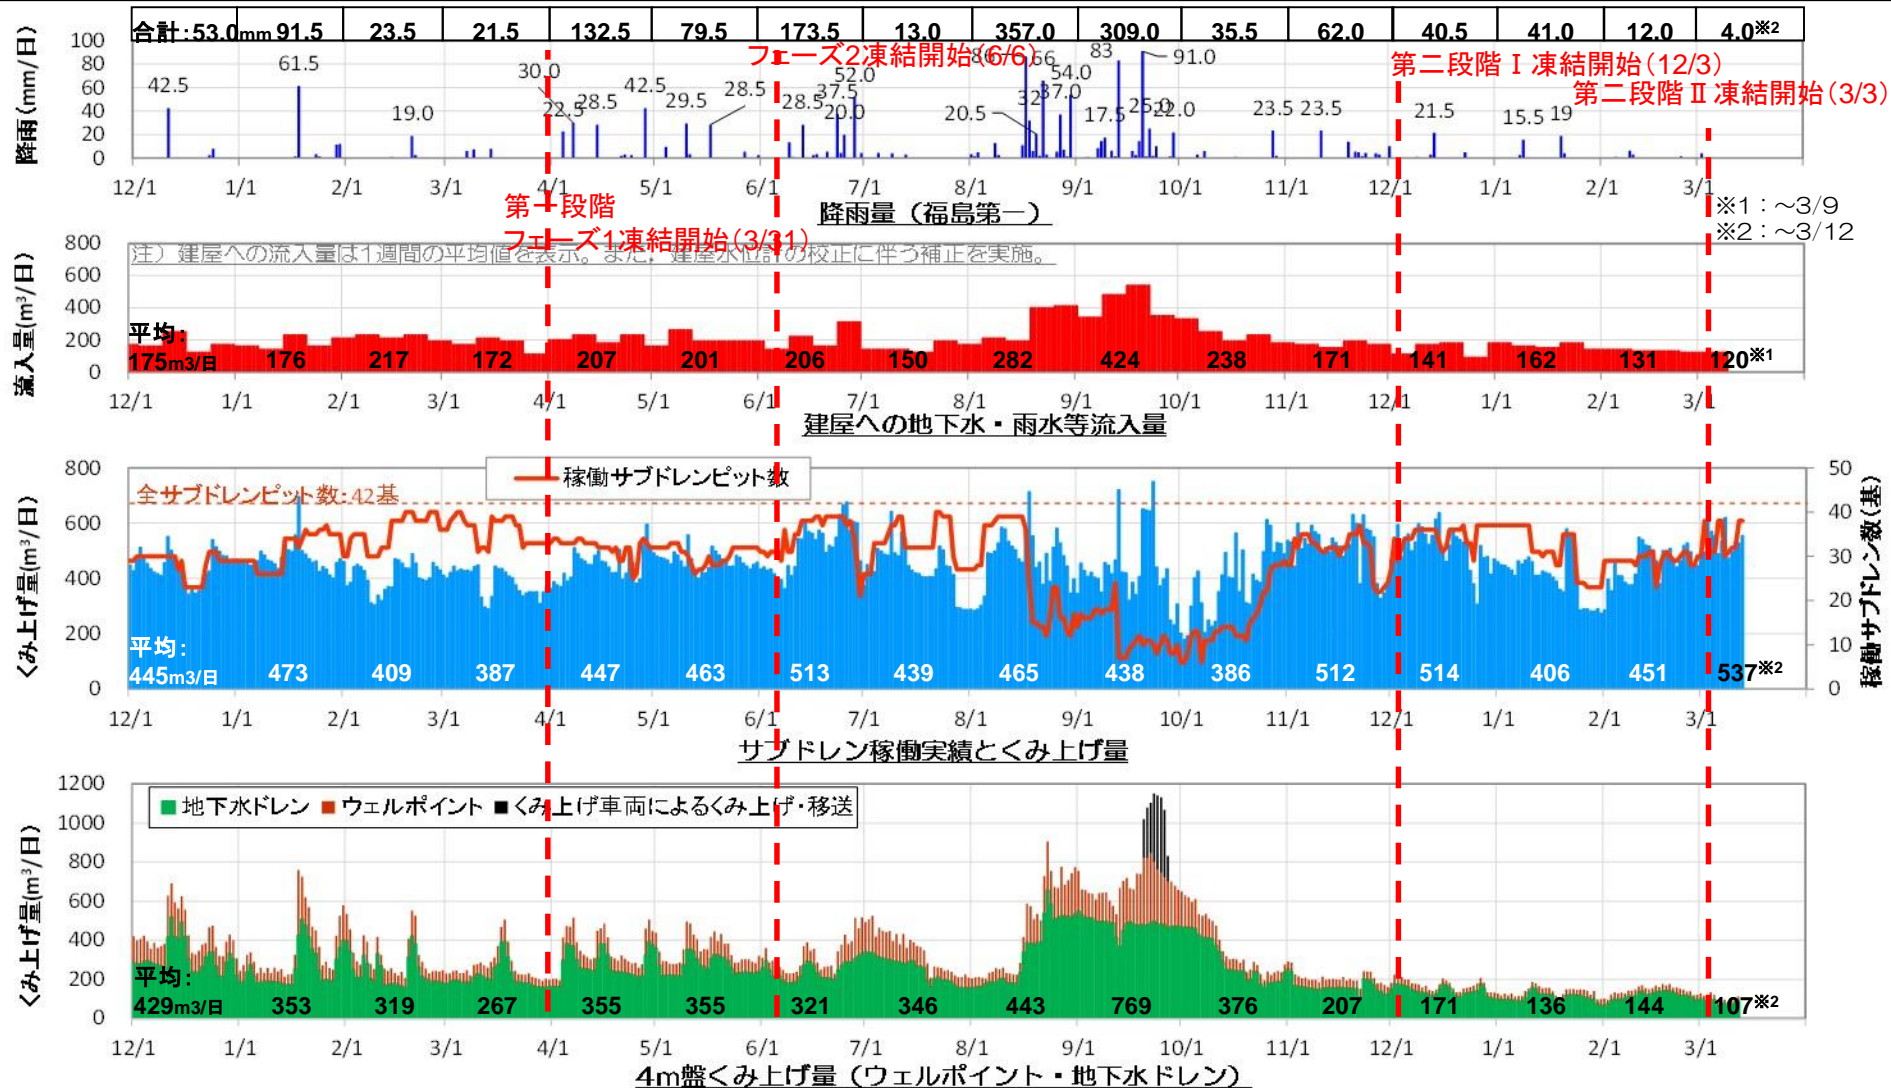 合計:53.0mm 91.5 23.5 21.5 132.5 79.5 173.5 13.0 357.0 309.0 35.5 62.0 40.5 41.0 12.0 4.0※2
フェーズ2凍結開始(6/6)
第二段階Ⅰ凍結開始(12/3)
第二段階Ⅱ凍結開始(3/3)
降雨(mm/日)
100
80
60
40
20
0
42.5 61.5 19.0 30.0 22.5 28.5 42.5 29.5 28.5 28.5 37.5 52.0 20.0 20.5 86 32 66 37.0 54.0 17.5 83 25.0 91.0 22.0 23.5 23.5 21.5 15.5 19
12/1 1/1 2/1 3/1 4/1 5/1 6/1 7/1 8/1 9/1 10/1 11/1 12/1 1/1 2/1 3/1
降雨量(福島第一)
※1:~3/9
※2:~3/12
第一段階
フェーズ1凍結開始(3/31)
注)建屋への流入量は1週間の平均値を表示。また、建屋水位計の校正に伴う補正を実施。
流入量(m³/日)
800
600
400
200
0
平均:
175m3/日 176 217 172 207 201 206 150 282 424 238 171 141 162 131 120※1
12/1 1/1 2/1 3/1 4/1 5/1 6/1 7/1 8/1 9/1 10/1 11/1 12/1 1/1 2/1 3/1
建屋への地下水・雨水等流入量
くみ上げ量(m³/日)
800
600
400
200
0
稼働サブドレンピット数
全サブドレンピット数:42基
稼働サブドレン数(基)
50
40
30
20
10
0
平均:
445m3/日 473 409 387 447 463 513 439 465 438 386 512 514 406 451 537※2
12/1 1/1 2/1 3/1 4/1 5/1 6/1 7/1 8/1 9/1 10/1 11/1 12/1 1/1 2/1 3/1
サブドレン稼働実績とくみ上げ量
くみ上げ量(m³/日)
1200
1000
800
600
400
200
0
地下水ドレン ウェルポイント くみ上げ車両によるくみ上げ・移送
平均:
429m3/日 353 319 267 355 355 321 346 443 769 376 207 171 136 144 107※2
12/1 1/1 2/1 3/1 4/1 5/1 6/1 7/1 8/1 9/1 10/1 11/1 12/1 1/1 2/1 3/1
4m盤くみ上げ量(ウェルポイント・地下水ドレン)